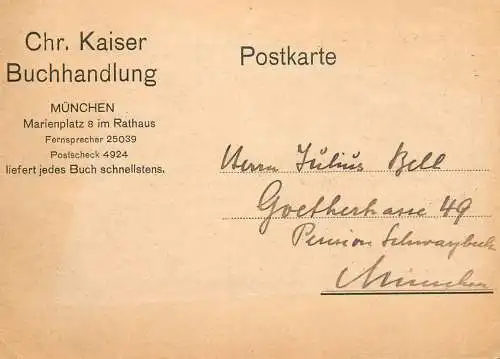 Chr. Kaiser
Buchhandlung
MÜNCHEN
Marienplatz 8 im Rathaus
Fernsprecher 25039
Postscheck 4924
liefert jedes Buch schnellstens.
Postkarte
Herrn Julius Bell
Goethestrasse 49
Pension
München